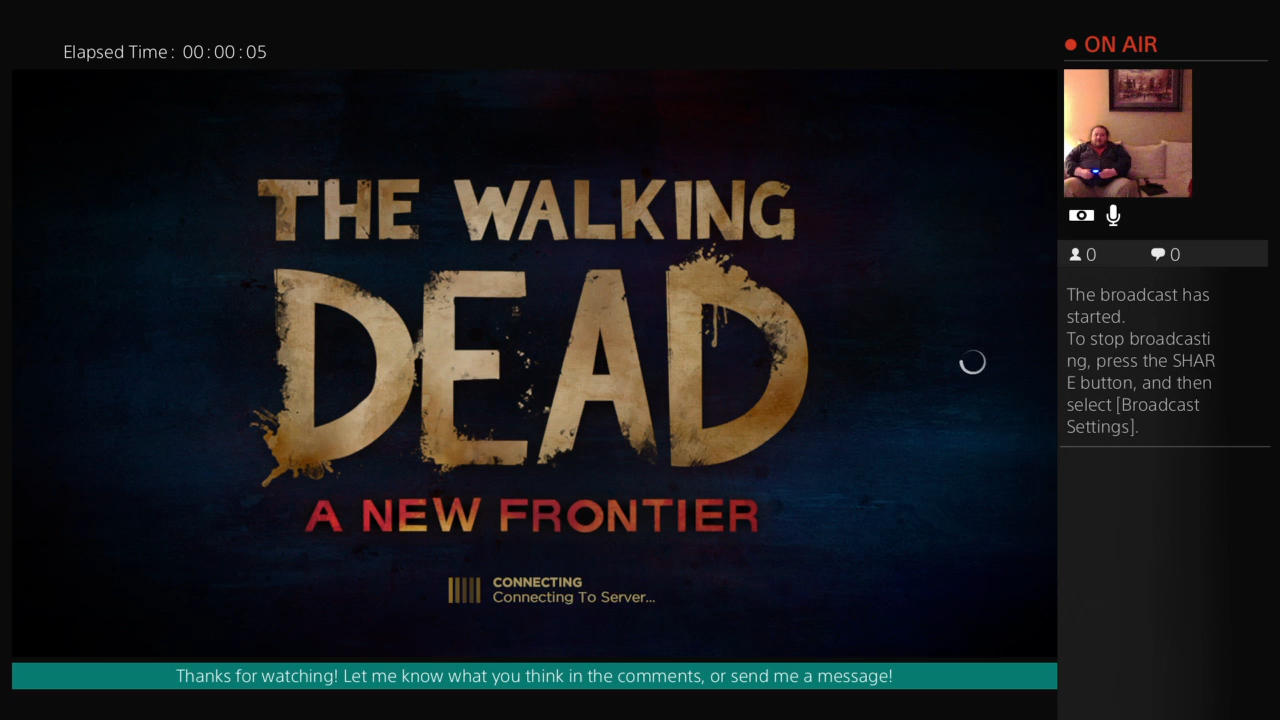 Elapsed Time: 00:00:05
ON AIR
THE WALKING
DEAD
A NEW FRONTIER
CONNECTING
Connecting To Server...
0
0
The broadcast has
started.
To stop broadcasti
ng, press the SHAR
E button, and then
select [Broadcast
Settings].
Thanks for watching! Let me know what you think in the comments, or send me a message!